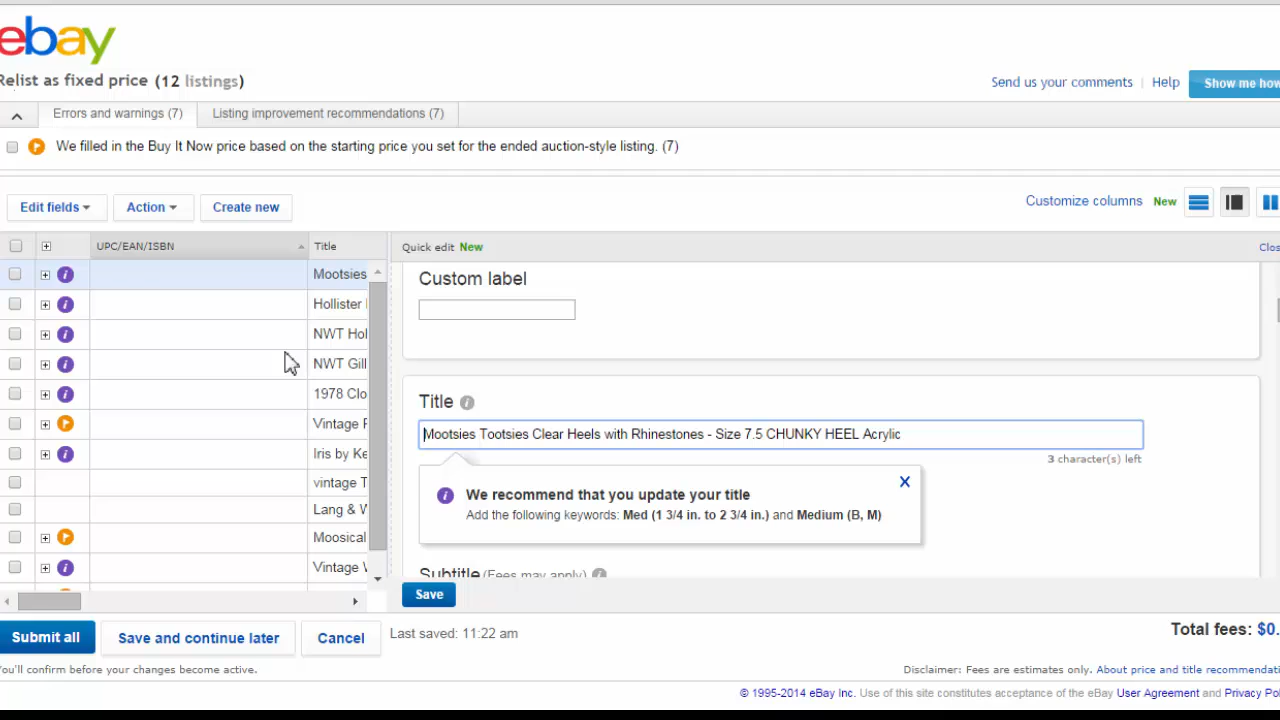 ebay
Relist as fixed price (12 listings)
Send us your comments | Help Show me how
Errors and warnings (7) Listing improvement recommendations (7)
We filled in the Buy It Now price based on the starting price you set for the ended auction-style listing. (7)
Edit fields Action Create new Customize columns New
UPC/EAN/ISBN Title Quick edit New Clos
Mootsies
Custom label
Hollister
NWT Hol
NWT Gill
1978 Clo
Title
Vintage
Mootsies Tootsies Clear Heels with Rhinestones - Size 7.5 CHUNKY HEEL Acrylic
Iris by Ke
3 character(s) left
vintage T
We recommend that you update your title
Lang & W
Add the following keywords: Med (1 3/4 in. to 2 3/4 in.) and Medium (B, M)
Moosical
Vintage W
Subtitle (Fees may apply)
Save
Submit all Save and continue later Cancel Last saved: 11:22 am Total fees: $0.
You'll confirm before your changes become active. Disclaimer: Fees are estimates only. About price and title recommendati
© 1995-2014 eBay Inc. Use of this site constitutes acceptance of the eBay User Agreement and Privacy Pol